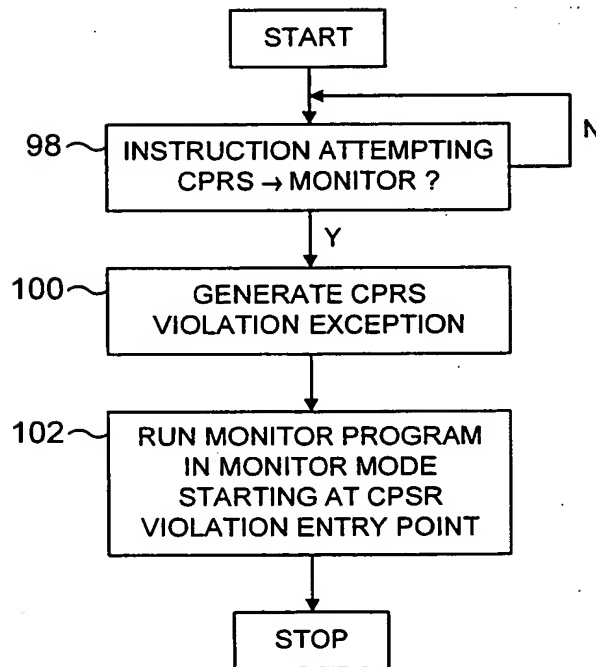 START
98
INSTRUCTION ATTEMPTING
CPRS → MONITOR ?
N
Y
100
GENERATE CPRS
VIOLATION EXCEPTION
102
RUN MONITOR PROGRAM
IN MONITOR MODE
STARTING AT CPSR
VIOLATION ENTRY POINT
STOP